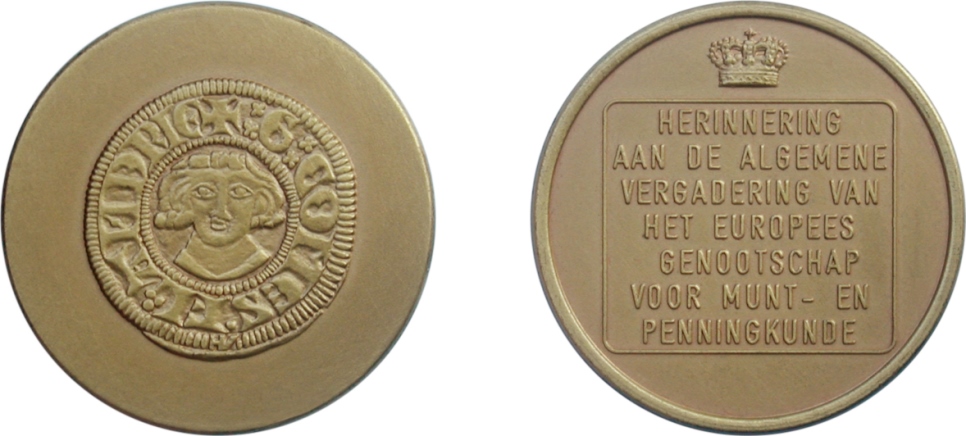 HERINNERING
AAN DE ALGEMENE
VERGADERING VAN
HET EUROPEES
GENOOTSCHAP
VOOR MUNT- EN
PENNINGKUNDE